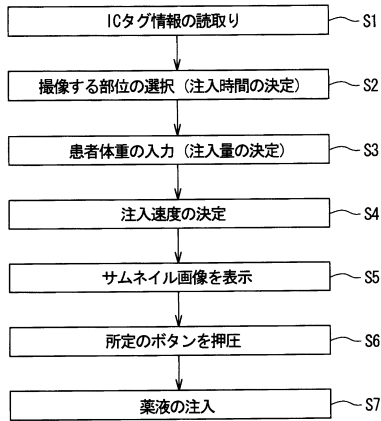 ICタグ情報の読取り S1
撮像する部位の選択(注入時間の決定) S2
患者体重の入力(注入量の決定) S3
注入速度の決定 S4
サムネイル画像を表示 S5
所定のボタンを押圧 S6
薬液の注入 S7